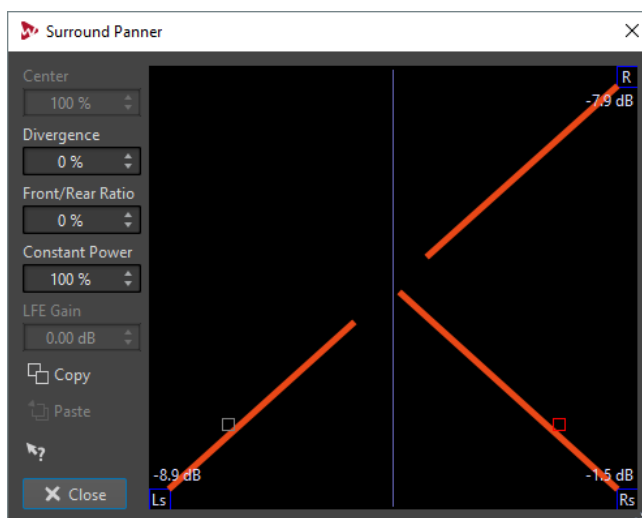 Surround Panner
Center
100 %
Divergence
0 %
Front/Rear Ratio
0 %
Constant Power
100 %
LFE Gain
0.00 dB
Copy
Paste
?
Close
R
-7.9 dB
-8.9 dB
Ls
-1.5 dB
Rs